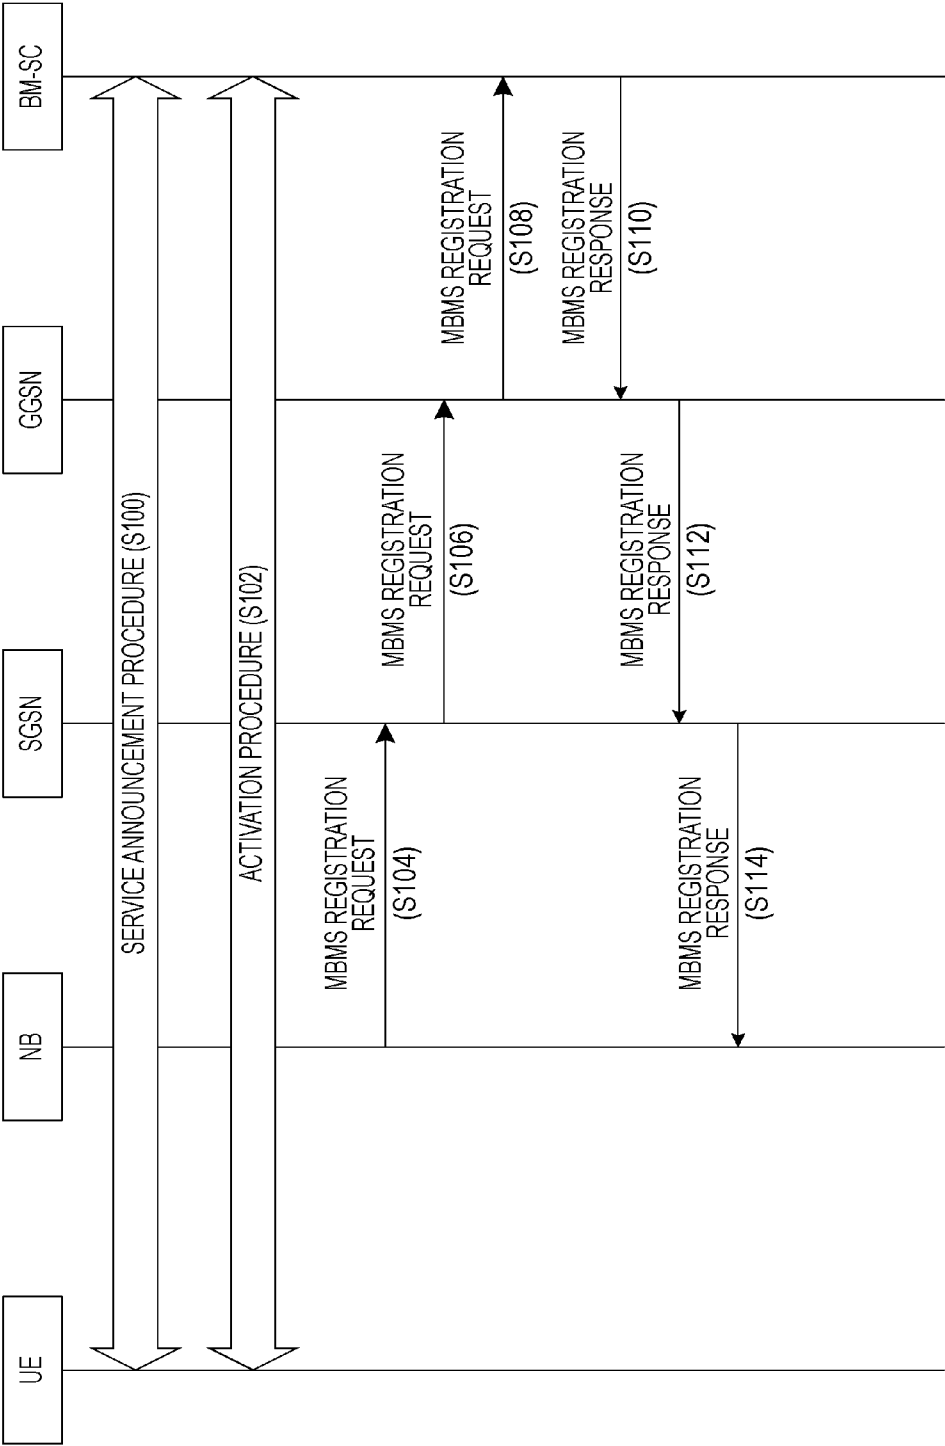 UE
NB
SGSN
GGSN
BM-SC
SERVICE ANNOUNCEMENT PROCEDURE (S100)
ACTIVATION PROCEDURE (S102)
MBMS REGISTRATION
REQUEST
(S104)
MBMS REGISTRATION
REQUEST
(S106)
MBMS REGISTRATION
REQUEST
(S108)
MBMS REGISTRATION
RESPONSE
(S110)
MBMS REGISTRATION
RESPONSE
(S112)
MBMS REGISTRATION
RESPONSE
(S114)